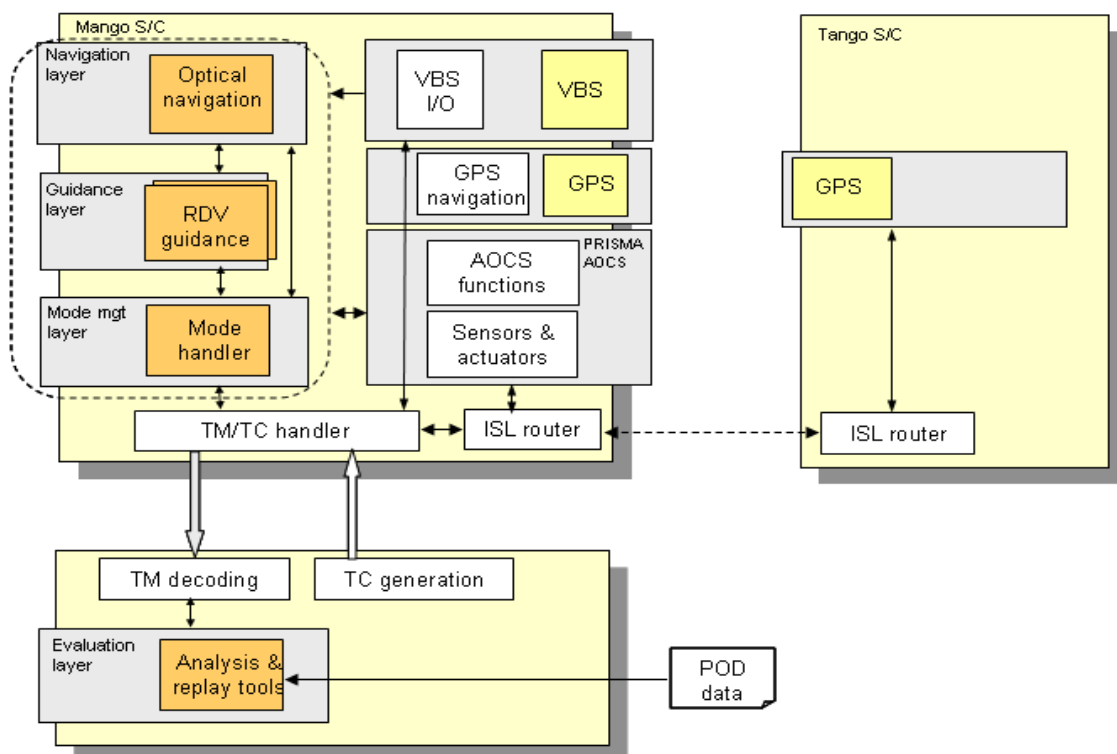 Mango S/C
Navigation
layer
Optical
navigation
VBS
I/O
VBS
Guidance
layer
RDV
guidance
GPS
navigation
GPS
PRISMA
AOCS
AOCS
functions
Sensors &
actuators
Mode mgt
layer
Mode
handler
TM/TC handler
ISL router
Tango S/C
GPS
ISL router
TM decoding
TC generation
Evaluation
layer
Analysis &
replay tools
POD
data